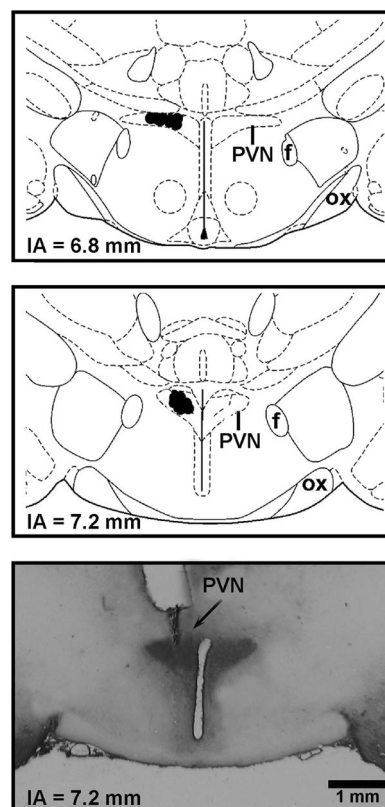 PVN
f
ox
IA = 6.8 mm
PVN
f
ox
IA = 7.2 mm
PVN
IA = 7.2 mm
1 mm